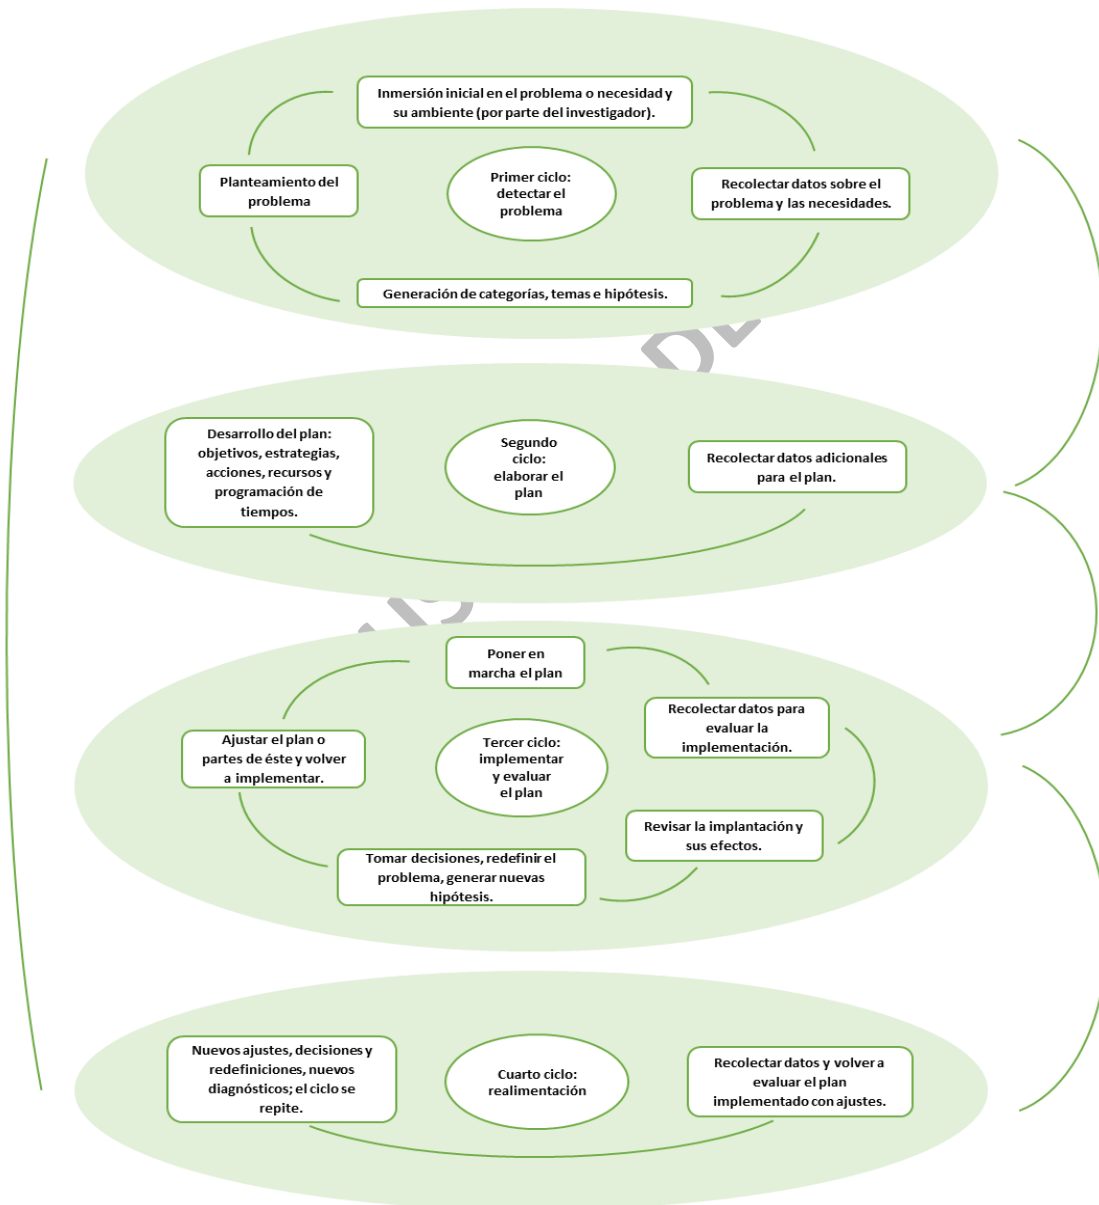 Inmersión inicial en el problema o necesidad y
su ambiente (por parte del investigador).
Planteamiento del
problema
Primer ciclo:
detectar el
problema
Recolectar datos sobre el
problema y las necesidades.
Generación de categorías, temas e hipótesis.
Desarrollo del plan:
objetivos, estrategias,
acciones, recursos y
programación de
tiempos.
Segundo
ciclo:
elaborar el
plan
Recolectar datos adicionales
para el plan.
Poner en
marcha el plan
Recolectar datos para
evaluar la
implementación.
Ajustar el plan o
partes de éste y volver
a implementar.
Tercer ciclo:
implementar
y evaluar
el plan
Revisar la implantación y
sus efectos.
Tomar decisiones, redefinir el
problema, generar nuevas
hipótesis.
Nuevos ajustes, decisiones y
redefiniciones, nuevos
diagnósticos; el ciclo se
repite.
Cuarto ciclo:
realimentación
Recolectar datos y volver a
evaluar el plan
implementado con ajustes.